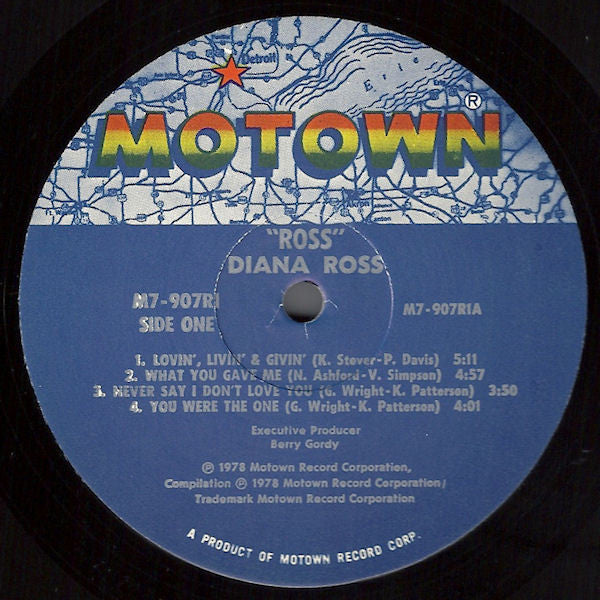 Detroit
Erie
®
MOTOWN
Akron
"ROSS"
DIANA ROSS
M7-907R1
SIDE ONE
M7-907R1A
1. LOVIN', LIVIN' & GIVIN' (K. Stover-P. Davis) 5:11
2. WHAT YOU GAVE ME (N. Ashford-V. Simpson) 4:57
3. NEVER SAY I DON'T LOVE YOU (G. Wright-K. Patterson) 3:50
4. YOU WERE THE ONE (G. Wright-K. Patterson) 4:01
Executive Producer
Berry Gordy
℗ 1978 Motown Record Corporation,
Compilation ℗ 1978 Motown Record Corporation/
Trademark Motown Record Corporation
A PRODUCT OF MOTOWN RECORD CORP.